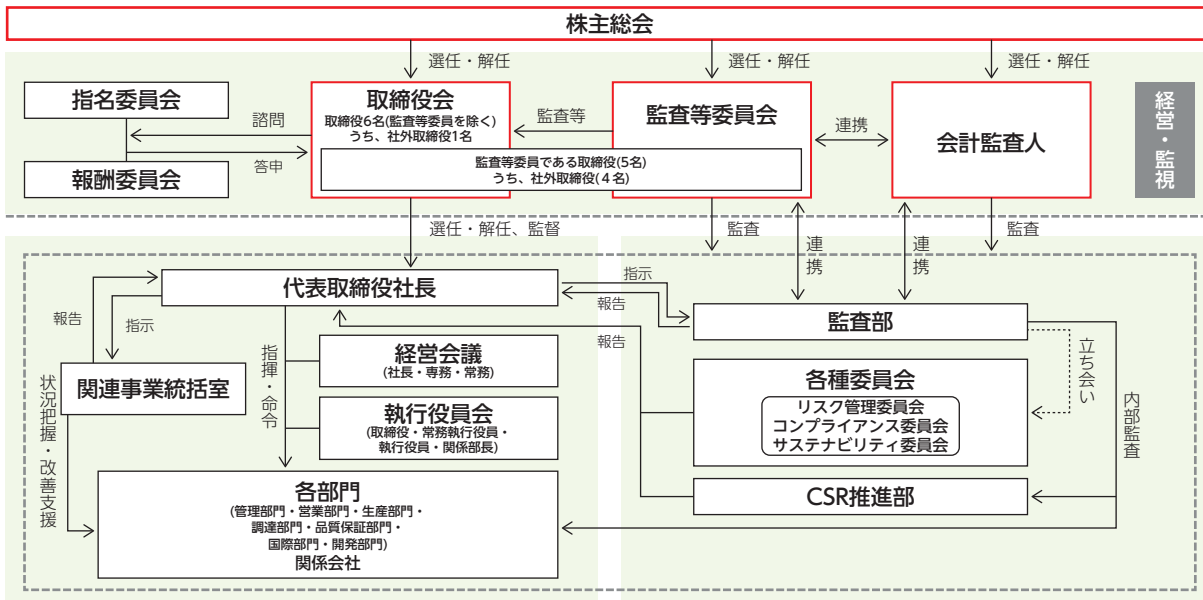 株主総会
選任・解任
選任・解任
選任・解任
指名委員会
報酬委員会
諮問
答申
取締役会
取締役6名(監査等委員を除く)
うち、社外取締役1名
監査等
監査等委員会
監査等委員である取締役(5名)
うち、社外取締役(4名)
連携
会計監査人
経営・監視
選任・解任、監督
監査
連携
連携
監査
代表取締役社長
報告
指示
指示
報告
報告
監査部
関連事業統括室
状況把握・改善支援
指揮・命令
経営会議
(社長・専務・常務)
執行役員会
(取締役・常務執行役員・
執行役員・関係部長)
各種委員会
リスク管理委員会
コンプライアンス委員会
サステナビリティ委員会
立ち会い
内部監査
CSR推進部
各部門
(管理部門・営業部門・生産部門・
調達部門・品質保証部門・
国際部門・開発部門)
関係会社